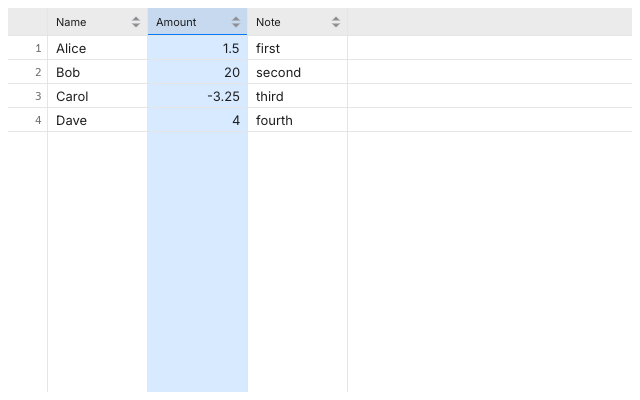 Name Amount Note
1 Alice 1.5 first
2 Bob 20 second
3 Carol -3.25 third
4 Dave 4 fourth